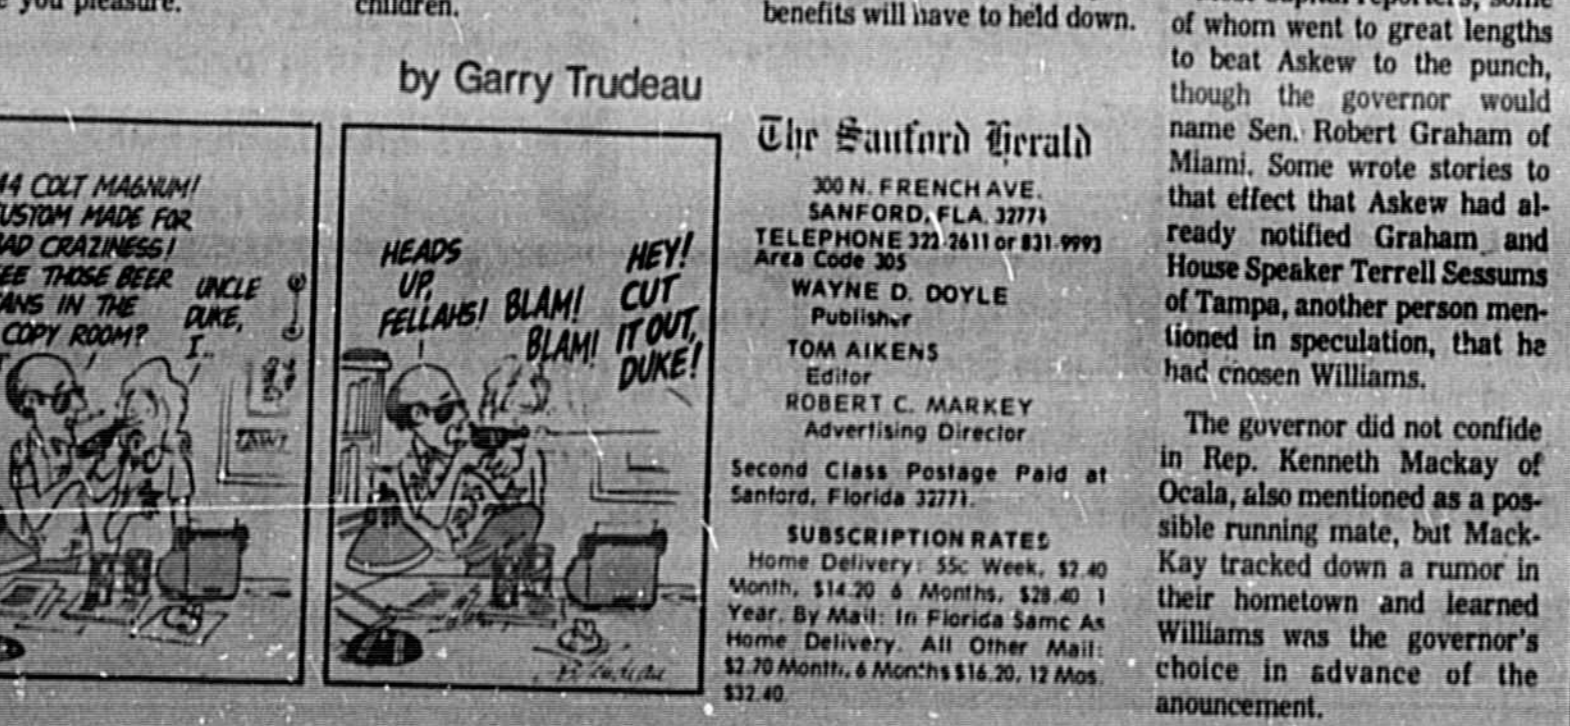 you pleasure.
children.
benefits will have to held down.
by Garry Trudeau
44 COLT MAGNUM!
CUSTOM MADE FOR
BAD CRAZINESS!
SEE THOSE BEER
CANS IN THE
COPY ROOM?
UNCLE
DUKE,
I..
HEADS
UP,
FELLAHS!
BLAM!
BLAM!
HEY!
CUT
IT OUT,
DUKE!
The Sanford Herald
300 N. FRENCH AVE.
SANFORD, FLA. 32771
TELEPHONE 322-2611 or 831-9993
Area Code 305
WAYNE D. DOYLE
Publisher
TOM AIKENS
Editor
ROBERT C. MARKEY
Advertising Director
Second Class Postage Paid at
Sanford, Florida 32771.
SUBSCRIPTION RATES
Home Delivery: 55c Week, $2.40
Month, $14.20 6 Months, $28.40 1
Year. By Mail: In Florida Same As
Home Delivery. All Other Mail:
$2.70 Month, 6 Months $16.20, 12 Mos.
$32.40.
Capital reporters, some
of whom went to great lengths
to beat Askew to the punch,
though the governor would
name Sen. Robert Graham of
Miami. Some wrote stories to
that effect that Askew had al-
ready notified Graham and
House Speaker Terrell Sessums
of Tampa, another person men-
tioned in speculation, that he
had chosen Williams.
The governor did not confide
in Rep. Kenneth Mackay of
Ocala, also mentioned as a pos-
sible running mate, but Mack-
Kay tracked down a rumor in
their hometown and learned
Williams was the governor's
choice in advance of the
anouncement.